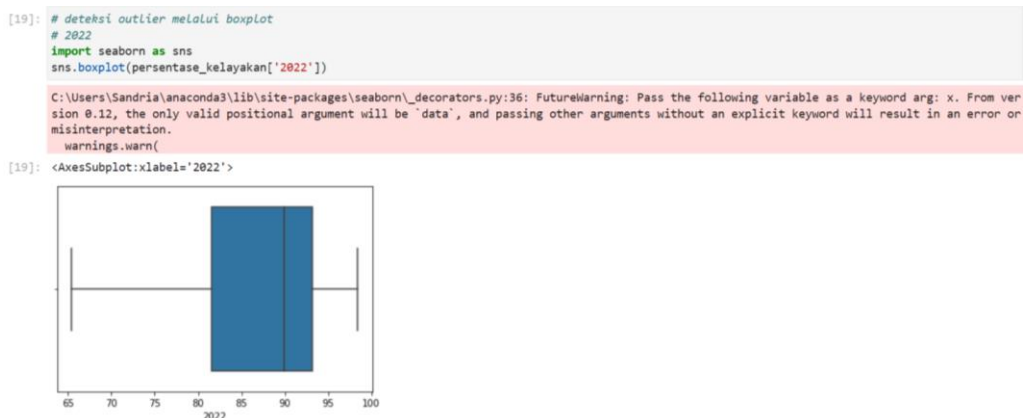 [19]: # deteksi outlier melalui boxplot
# 2022
import seaborn as sns
sns.boxplot(persentase_kelayakan['2022'])
C:\Users\Sandria\anaconda3\lib\site-packages\seaborn\_decorators.py:36: FutureWarning: Pass the following variable as a keyword arg: x. From ver
sion 0.12, the only valid positional argument will be `data`, and passing other arguments without an explicit keyword will result in an error or
misinterpretation.
warnings.warn(
[19]: <AxesSubplot:xlabel='2022'>
65 70 75 80 85 90 95 100
2022